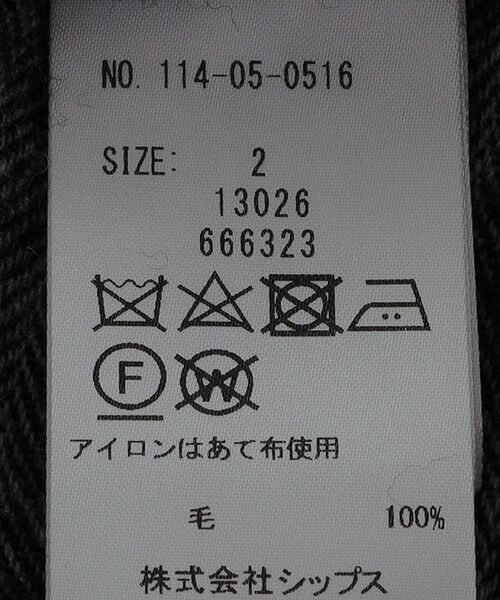 NO. 114-05-0516
SIZE: 2
13026
666323
F W
アイロンはあて布使用
毛 100%
株式会社シップス